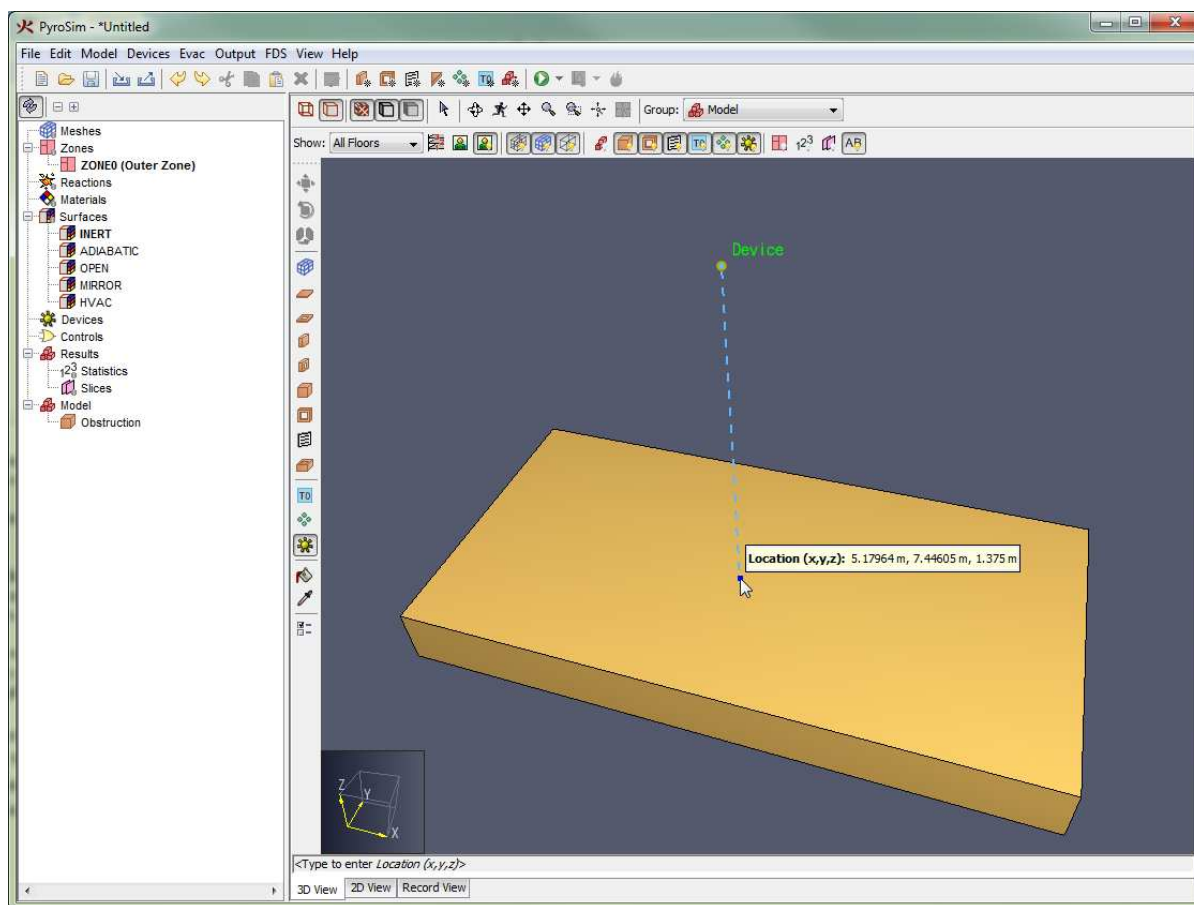 PyroSim - *Untitled
File Edit Model Devices Evac Output FDS View Help
Group: Model
Show: All Floors
AB
Meshes
Zones
ZONE0 (Outer Zone)
Reactions
Materials
Surfaces
INERT
ADIABATIC
OPEN
MIRROR
HVAC
Devices
Controls
Results
Statistics
Slices
Model
Obstruction
T0
Device
Location (x,y,z): 5.17964 m, 7.44605 m, 1.375 m
Z
Y
X
<Type to enter Location (x,y,z)>
3D View 2D View Record View